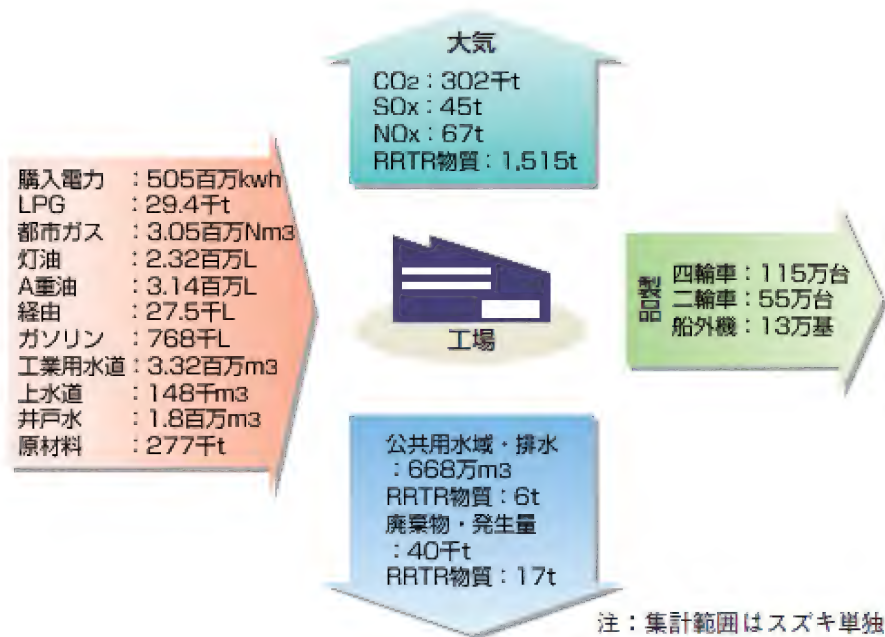 大気
CO2：302千t
SOx：45t
NOx：67t
RRTR物質：1,515t
購入電力：505百万kwh
LPG：29.4千t
都市ガス：3.05百万Nm3
灯油：2.32百万L
A重油：3.14百万L
経由：27.5千L
ガソリン：768千L
工業用水道：3.32百万m3
上水道：148千m3
井戸水：1.8百万m3
原材料：277千t
工場
製品
四輪車：115万台
二輪車：55万台
船外機：13万基
公共用水域・排水
：668万m3
RRTR物質：6t
廃棄物・発生量
：40千t
RRTR物質：17t
注：集計範囲はスズキ単独